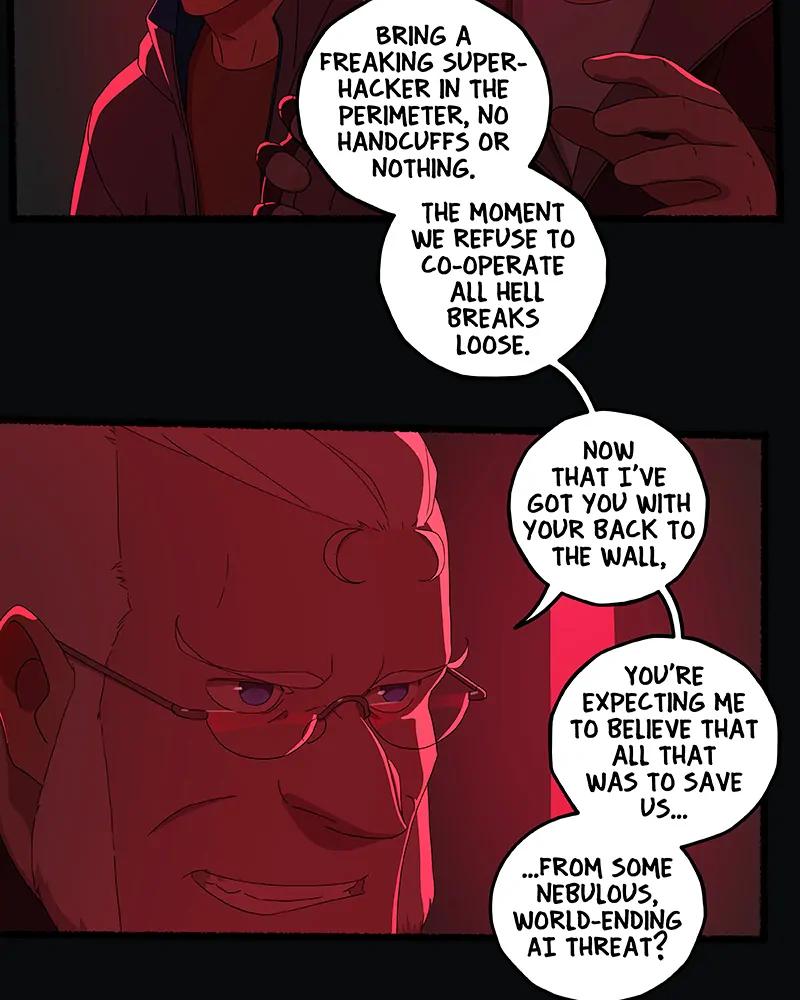 BRING A
FREAKING SUPER-
HACKER IN THE
PERIMETER, NO
HANDCUFFS OR
NOTHING.
THE MOMENT
WE REFUSE TO
CO-OPERATE
ALL HELL
BREAKS
LOOSE.
NOW
THAT I'VE
GOT YOU WITH
YOUR BACK TO
THE WALL,
YOU'RE
EXPECTING ME
TO BELIEVE THAT
ALL THAT
WAS TO SAVE
US...
...FROM SOME
NEBULOUS,
WORLD-ENDING
AI THREAT?